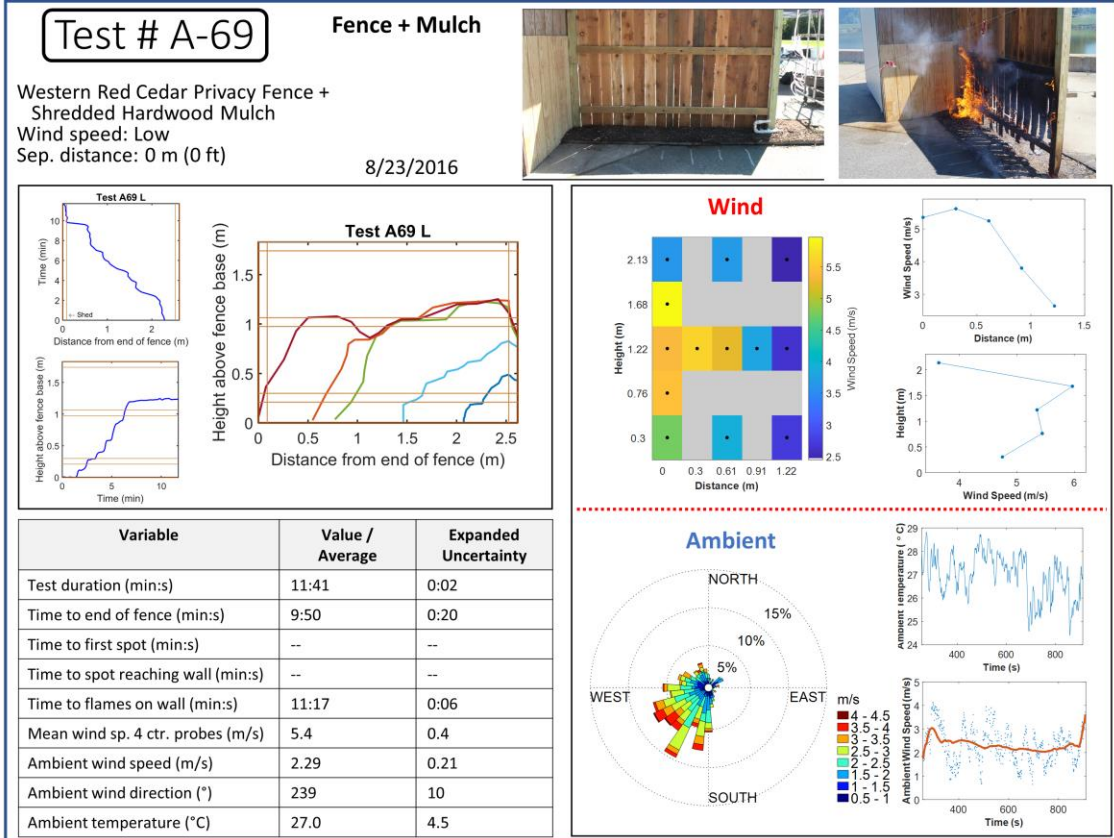 Test # A-69
Fence + Mulch
Western Red Cedar Privacy Fence +
Shredded Hardwood Mulch
Wind speed: Low
Sep. distance: 0 m (0 ft)
8/23/2016
Test A69 L
Time (min)
10
8
6
4
2
0
← Shed
0 1 2
Distance from end of fence (m)
Height above fence base (m)
1.5
1
0.5
0
0 5 10
Time (min)
Test A69 L
Height above fence base (m)
1.5
1
0.5
0
0 0.5 1 1.5 2 2.5
Distance from end of fence (m)
Variable Value / Average Expanded Uncertainty
Test duration (min:s) 11:41 0:02
Time to end of fence (min:s) 9:50 0:20
Time to first spot (min:s) -- --
Time to spot reaching wall (min:s) -- --
Time to flames on wall (min:s) 11:17 0:06
Mean wind sp. 4 ctr. probes (m/s) 5.4 0.4
Ambient wind speed (m/s) 2.29 0.21
Ambient wind direction (°) 239 10
Ambient temperature (°C) 27.0 4.5
Wind
Height (m)
2.13
1.68
1.22
0.76
0.3
0 0.3 0.61 0.91 1.22
Distance (m)
5.5
5
4.5
4
3.5
3
2.5
Wind Speed (m/s)
Wind Speed (m/s)
5
4
3
0 0.5 1 1.5
Distance (m)
Height (m)
2
1.5
1
0.5
0
4 5 6
Wind Speed (m/s)
Ambient
NORTH
15%
10%
5%
WEST
EAST
SOUTH
m/s
4 - 4.5
3.5 - 4
3 - 3.5
2.5 - 3
2 - 2.5
1.5 - 2
1 - 1.5
0.5 - 1
Ambient Temperature (°C)
29
28
27
26
25
24
400 600 800
Time (s)
Ambient Wind Speed (m/s)
5
4
3
2
1
0
400 600 800
Time (s)